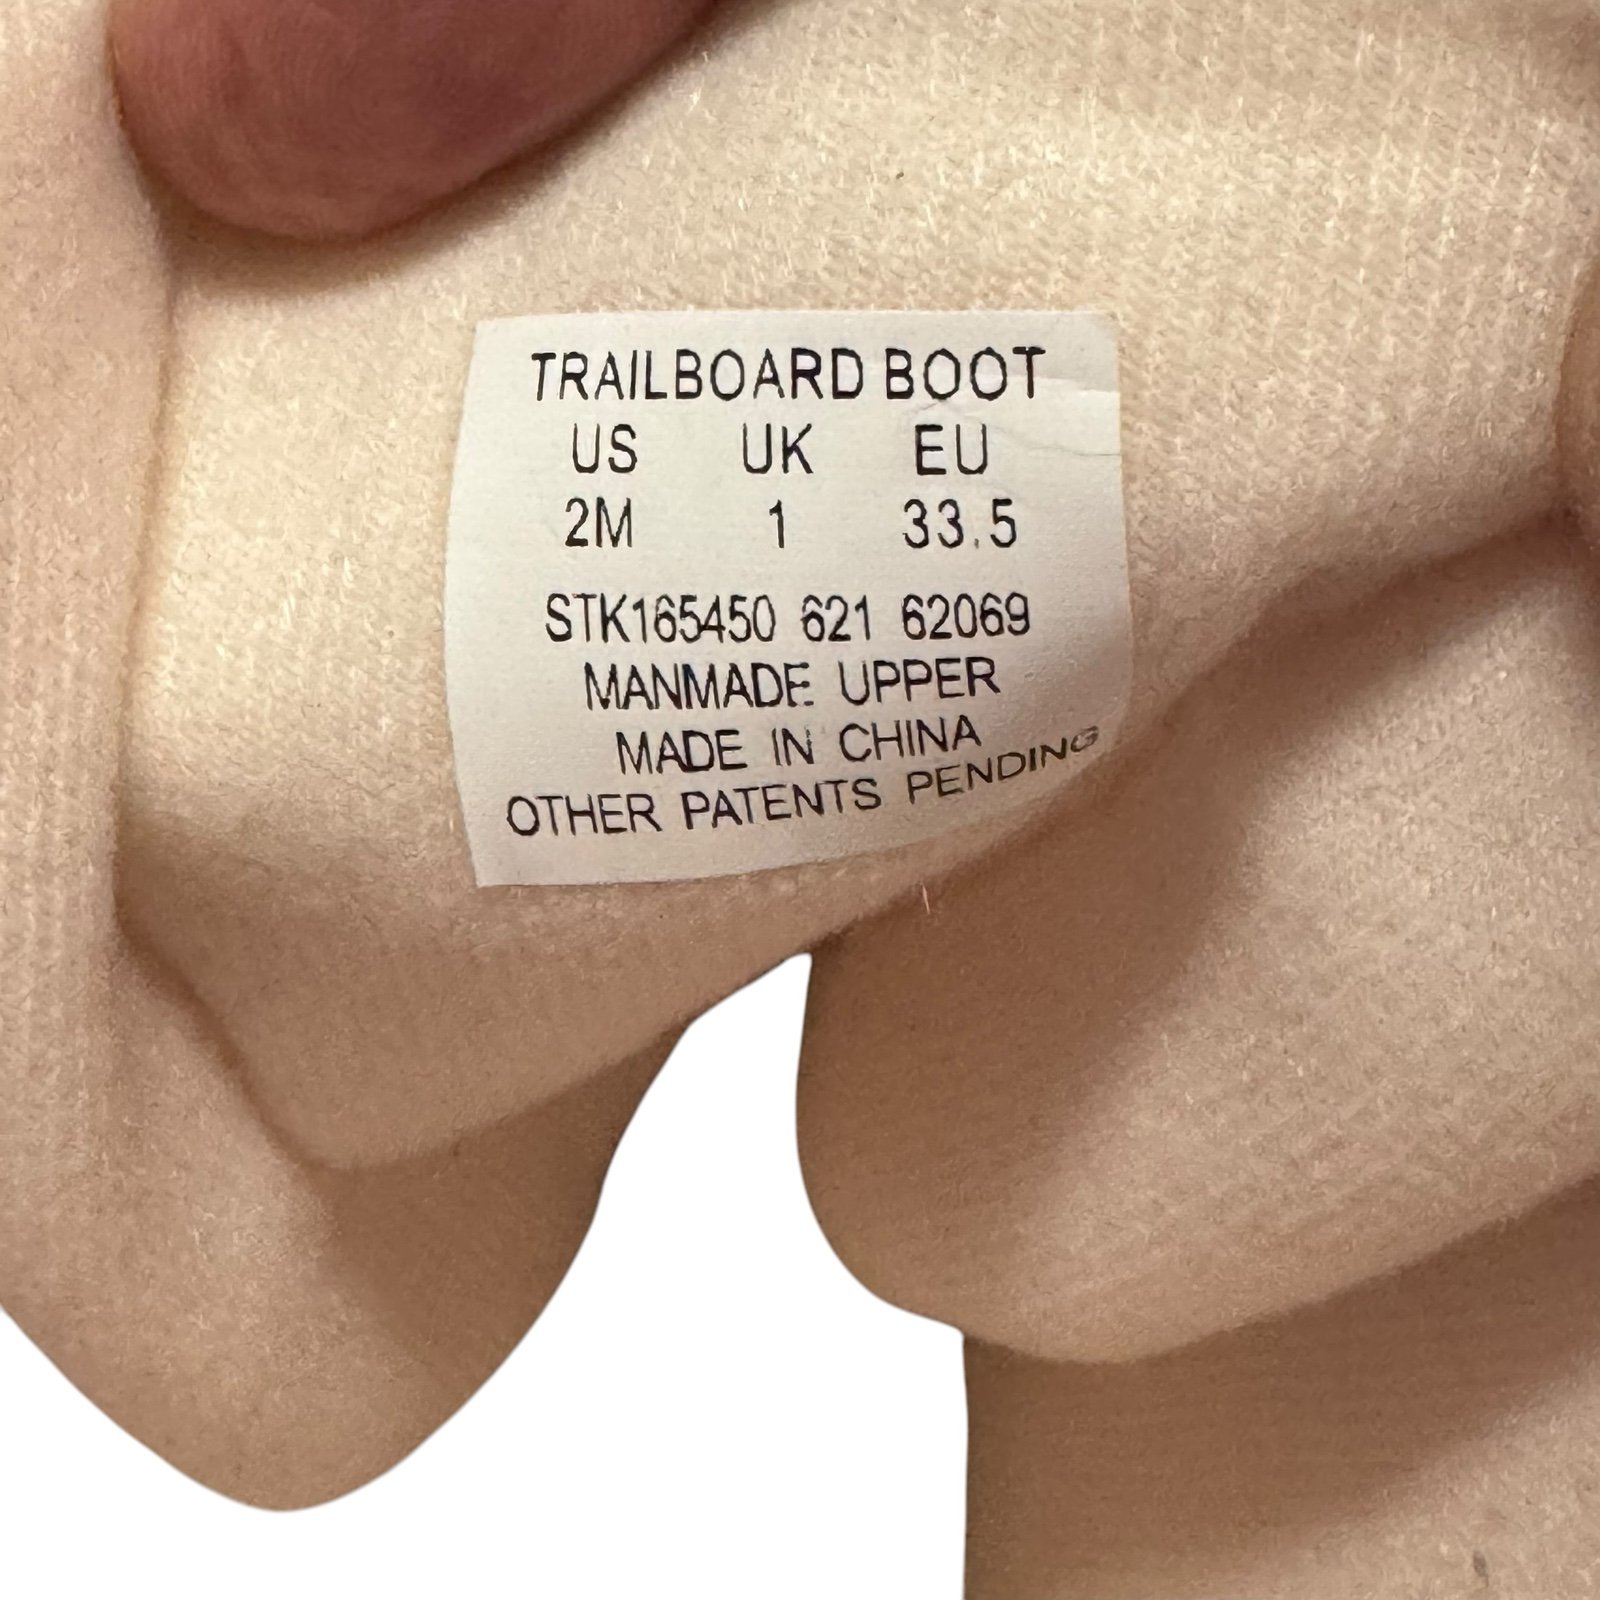 TRAILBOARD BOOT
US UK EU
2M 1 33.5
STK165450 621 62069
MANMADE UPPER
MADE IN CHINA
OTHER PATENTS PENDING